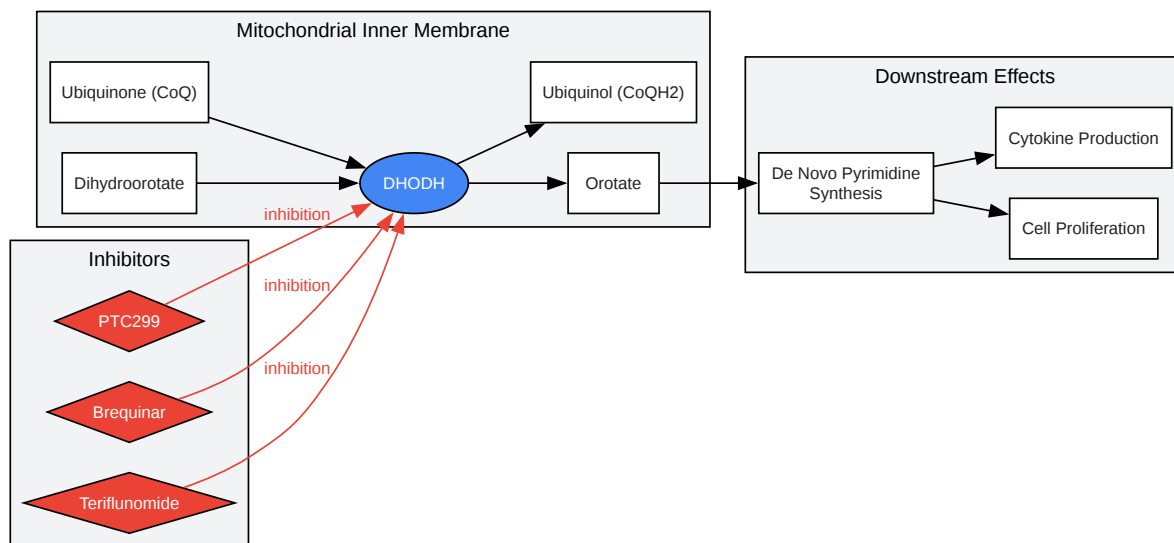 Mitochondrial Inner Membrane
Ubiquinone (CoQ)
Ubiquinol (CoQH2)
Dihydroorotate
DHODH
Orotate
Downstream Effects
Cytokine Production
De Novo Pyrimidine
Synthesis
Cell Proliferation
inhibition
inhibition
inhibition
Inhibitors
PTC299
Brequinar
Teriflunomide